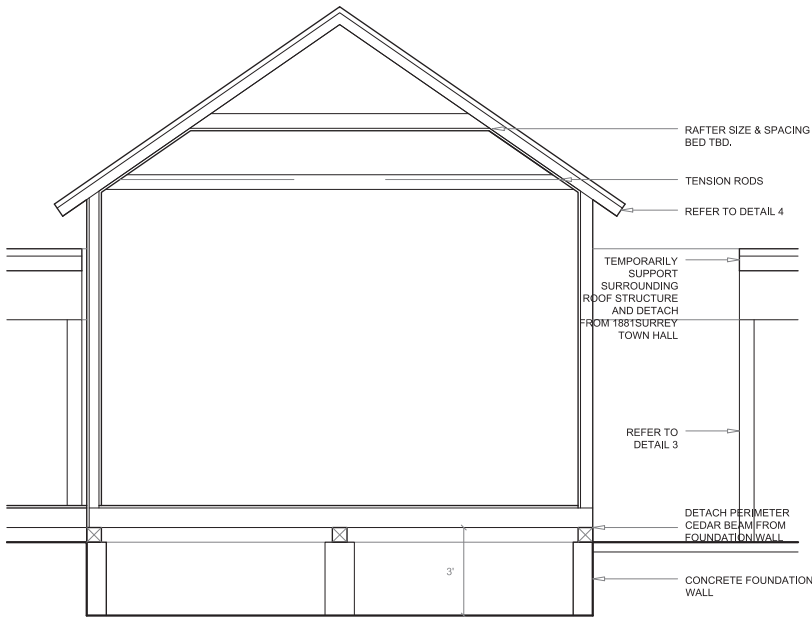 RAFTER SIZE & SPACING
BED TBD.
TENSION RODS
REFER TO DETAIL 4
TEMPORARILY
SUPPORT
SURROUNDING
ROOF STRUCTURE
AND DETACH
FROM 1881SURREY
TOWN HALL
REFER TO
DETAIL 3
DETACH PERIMETER
CEDAR BEAM FROM
FOUNDATION WALL
3'
CONCRETE FOUNDATION
WALL